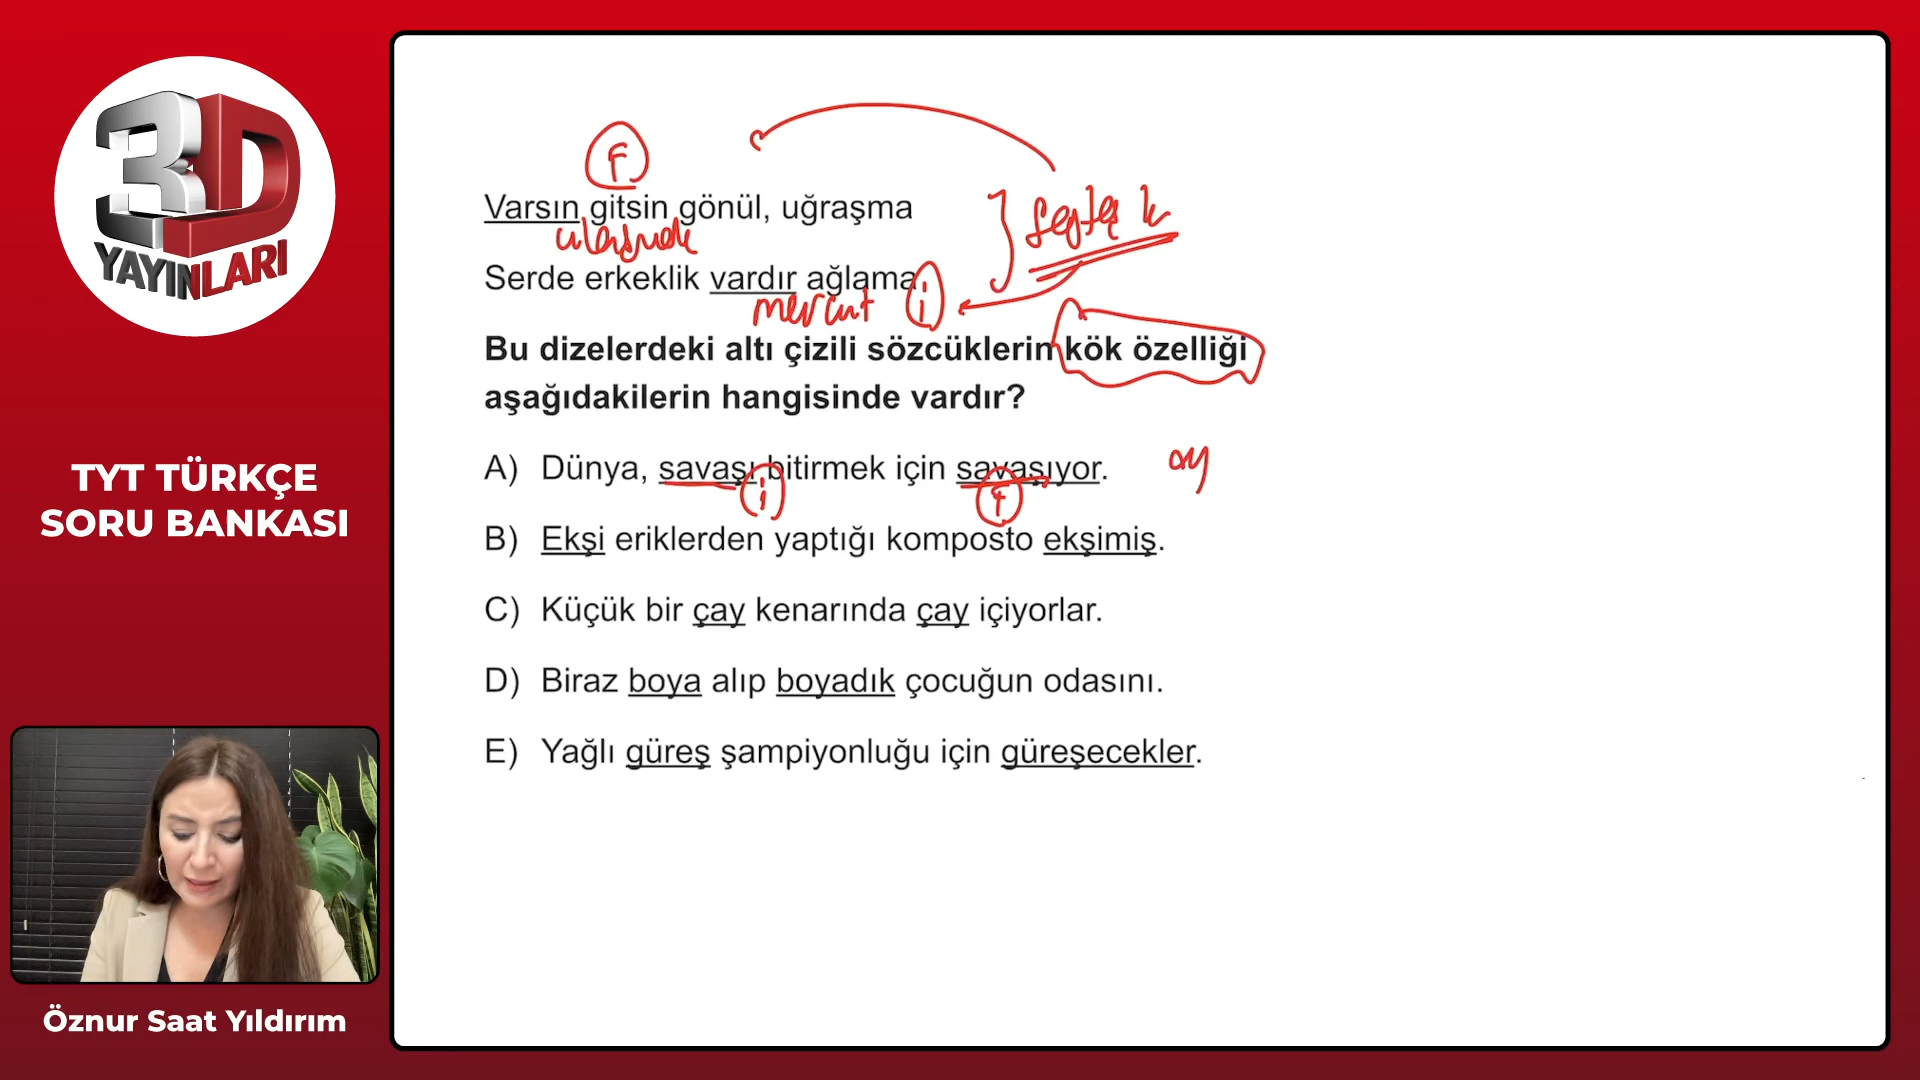 3D
YAYINLARI
TYT TÜRKÇE
SORU BANKASI
Öznur Saat Yıldırım
F
Varsın gitsin gönül, uğraşma
sesteş k
Serde erkeklik vardır ağlama
mevcut i
Bu dizelerdeki altı çizili sözcüklerin kök özelliği
aşağıdakilerin hangisinde vardır?
A) Dünya, savaşı bitirmek için savaşıyor.
i
f
B) Ekşi eriklerden yaptığı komposto ekşimiş.
C) Küçük bir çay kenarında çay içiyorlar.
D) Biraz boya alıp boyadık çocuğun odasını.
E) Yağlı güreş şampiyonluğu için güreşecekler.